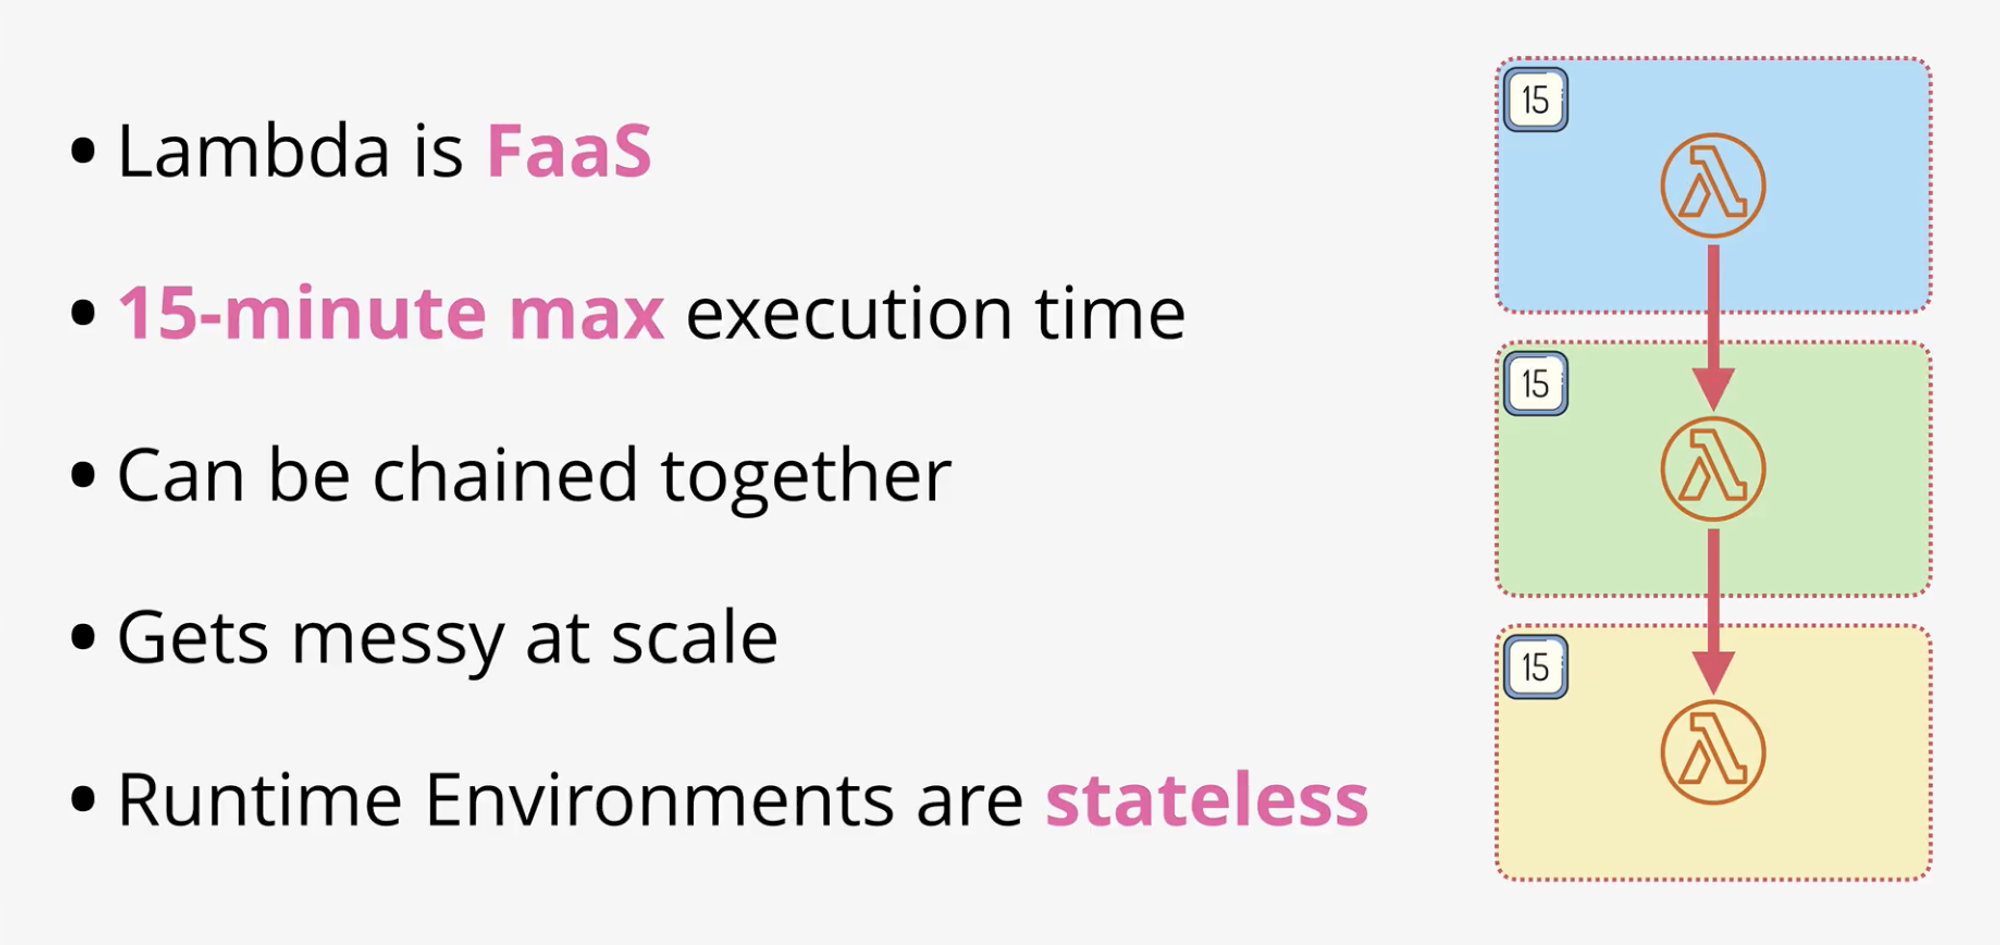 • Lambda is FaaS
• 15-minute max execution time
• Can be chained together
• Gets messy at scale
• Runtime Environments are stateless
15
15
15